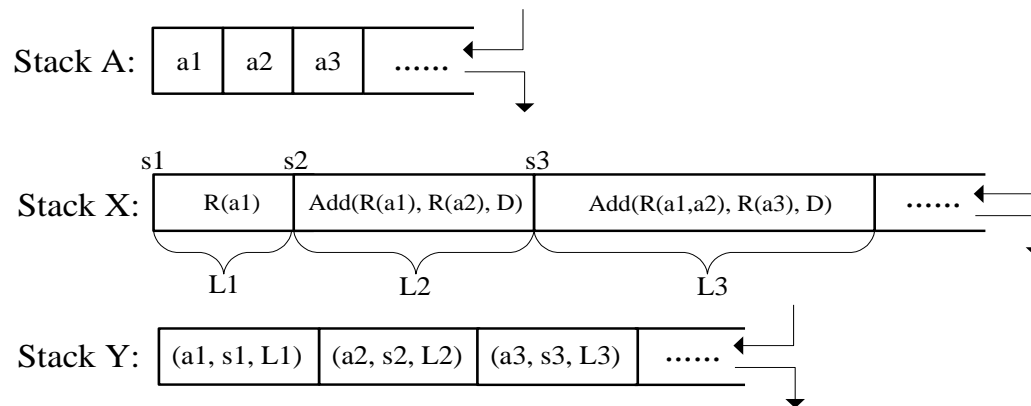 Stack A: a1 a2 a3 ......
s1 s2 s3
Stack X: R(a1) Add(R(a1), R(a2), D) Add(R(a1,a2), R(a3), D) ......
L1 L2 L3
Stack Y: (a1, s1, L1) (a2, s2, L2) (a3, s3, L3) ......